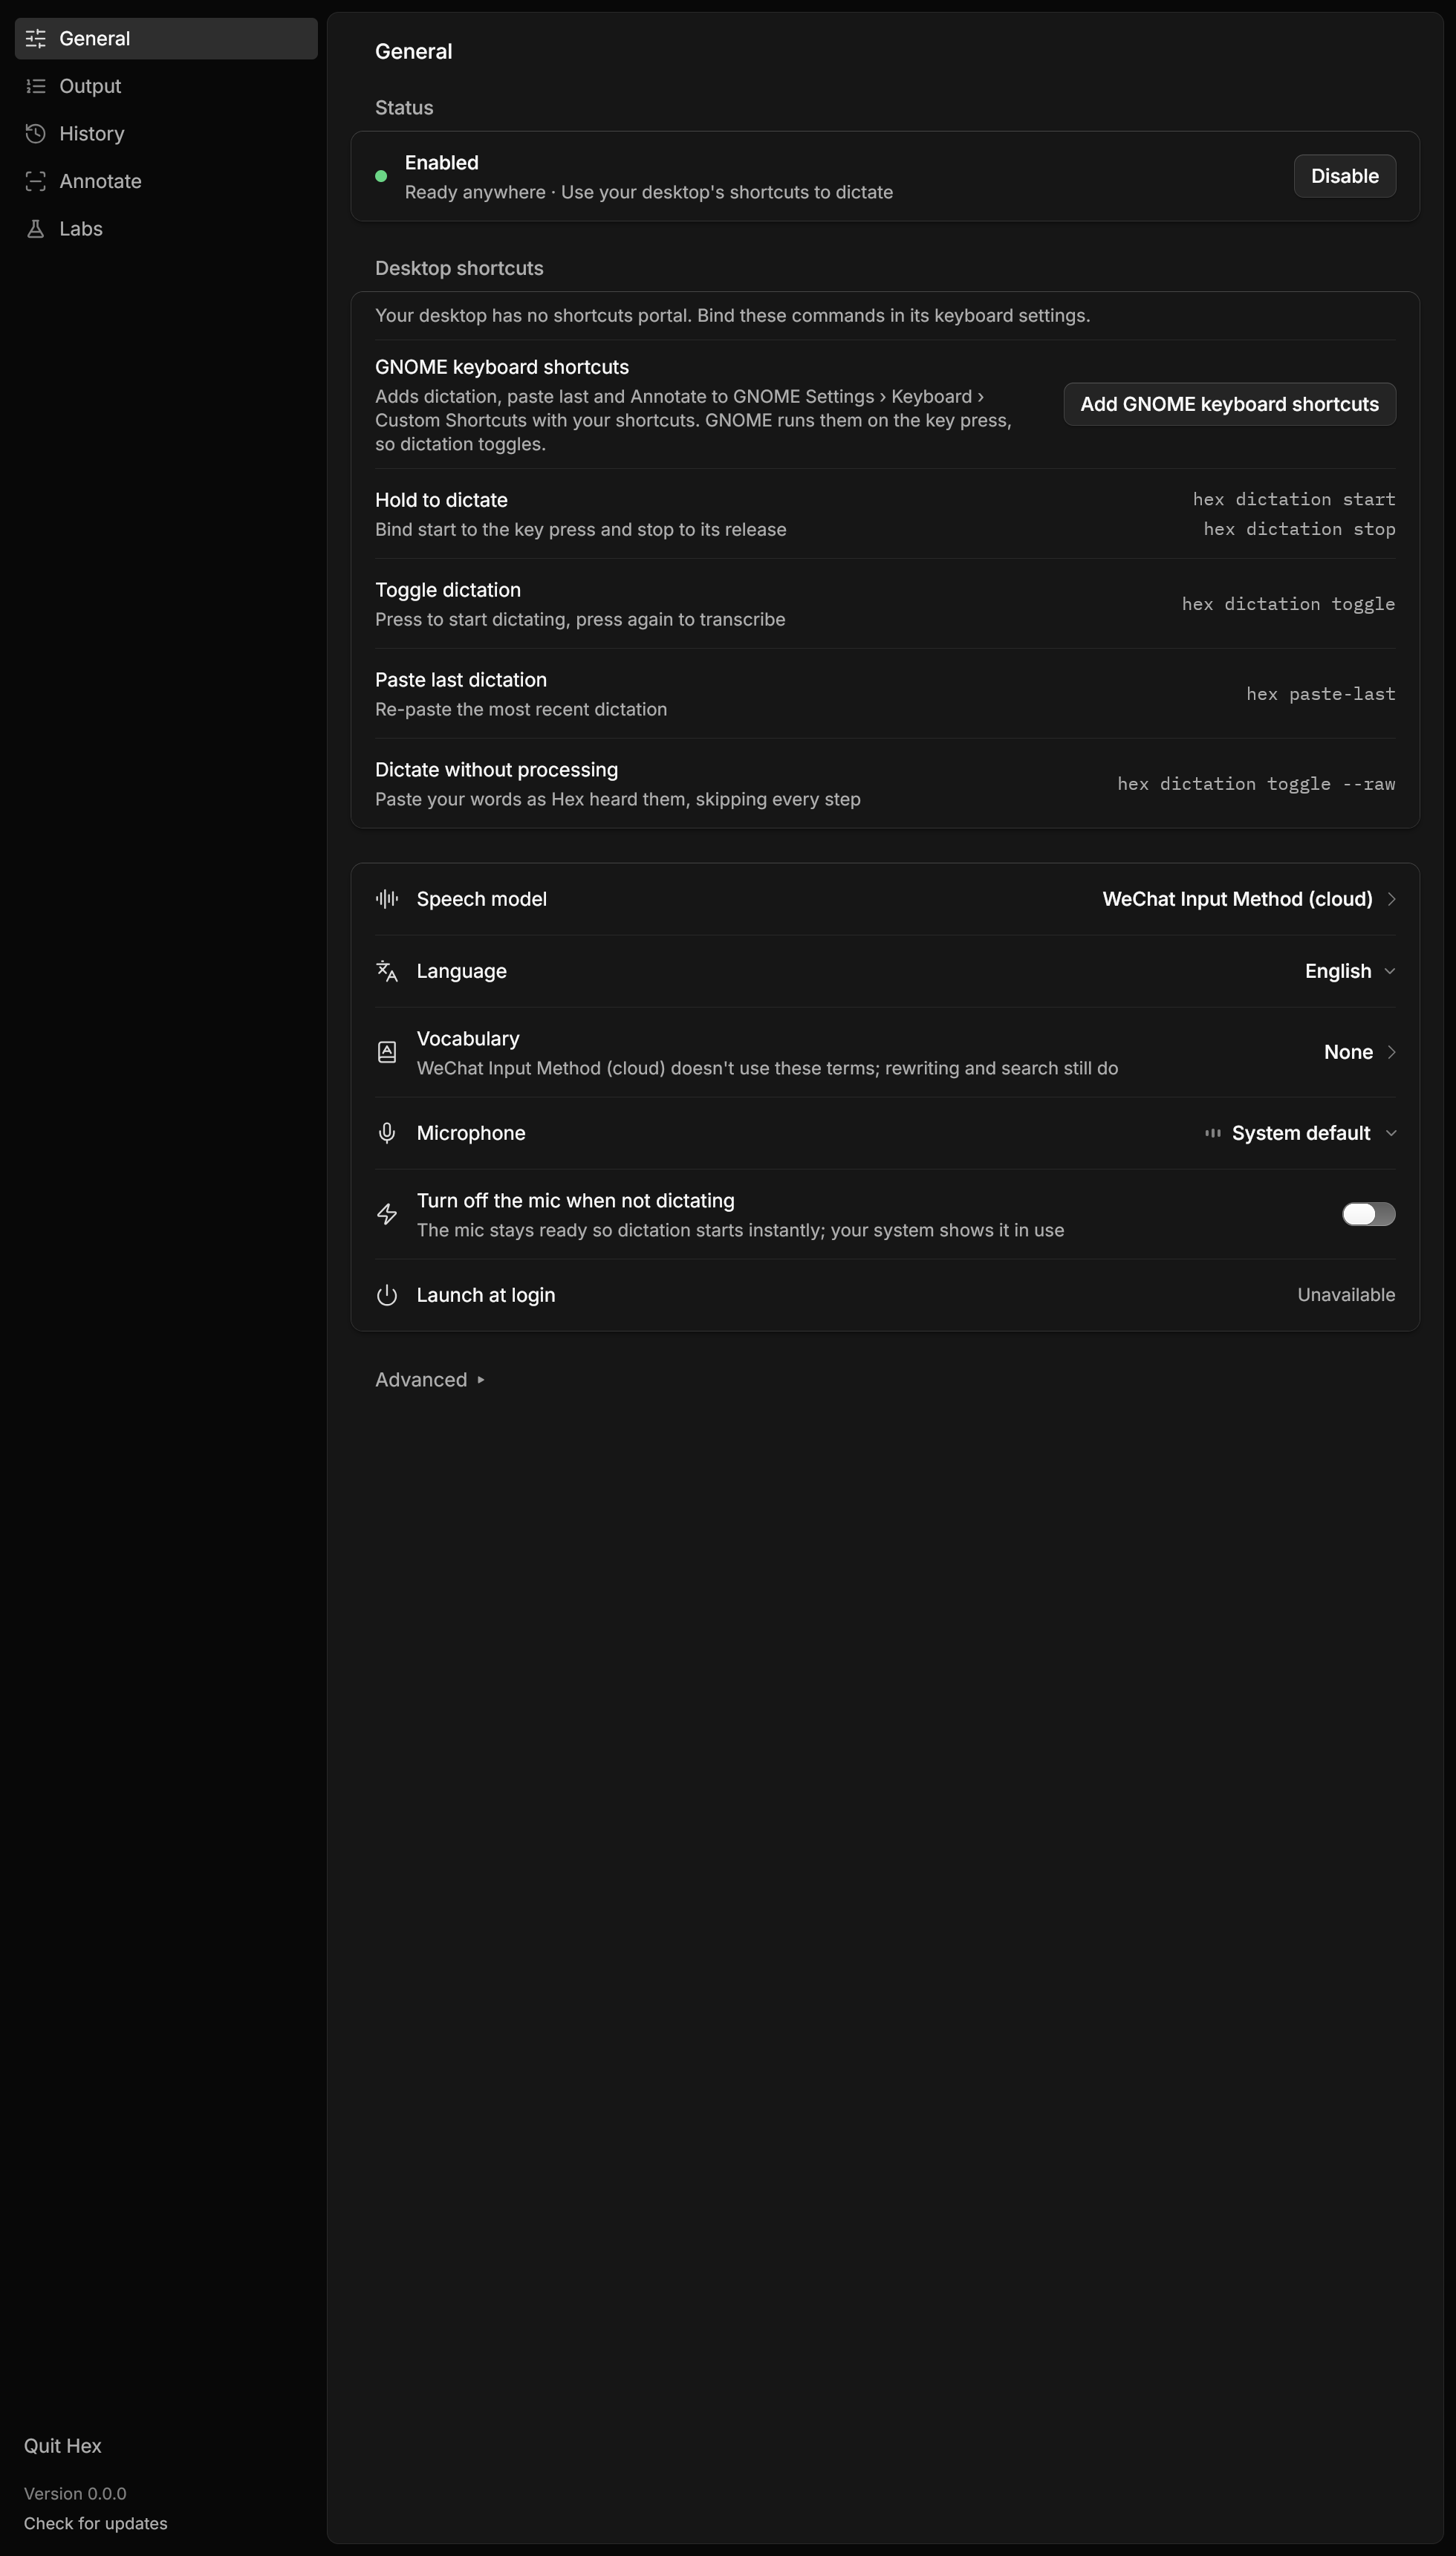 General
Output
History
Annotate
Labs
General
Status
Enabled
Ready anywhere · Use your desktop's shortcuts to dictate
Disable
Desktop shortcuts
Your desktop has no shortcuts portal. Bind these commands in its keyboard settings.
GNOME keyboard shortcuts
Adds dictation, paste last and Annotate to GNOME Settings › Keyboard ›
Custom Shortcuts with your shortcuts. GNOME runs them on the key press,
so dictation toggles.
Add GNOME keyboard shortcuts
Hold to dictate
Bind start to the key press and stop to its release
hex dictation start
hex dictation stop
Toggle dictation
Press to start dictating, press again to transcribe
hex dictation toggle
Paste last dictation
Re-paste the most recent dictation
hex paste-last
Dictate without processing
Paste your words as Hex heard them, skipping every step
hex dictation toggle --raw
Speech model
WeChat Input Method (cloud)
Language
English
Vocabulary
WeChat Input Method (cloud) doesn't use these terms; rewriting and search still do
None
Microphone
System default
Turn off the mic when not dictating
The mic stays ready so dictation starts instantly; your system shows it in use
Launch at login
Unavailable
Advanced
Quit Hex
Version 0.0.0
Check for updates